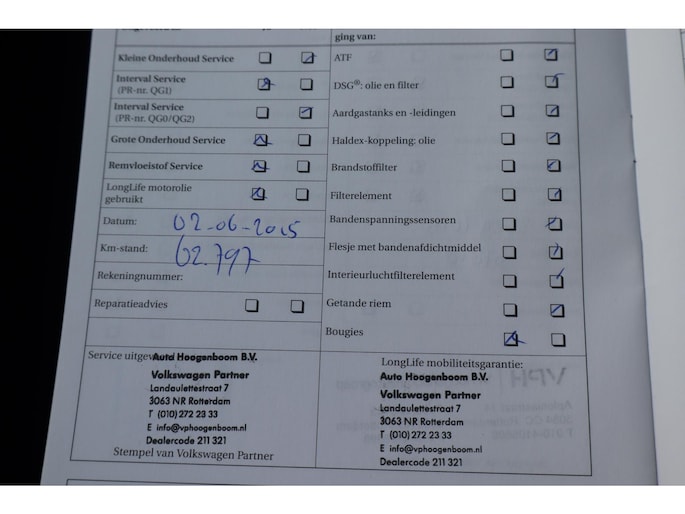 ging van:
Kleine Onderhoud Service
Interval Service
(PR-nr. QG1)
Interval Service
(PR-nr. QG0/QG2)
Grote Onderhoud Service
Remvloeistof Service
LongLife motorolie
gebruikt
Datum: 02-06-2015
Km-stand: 62.797
Rekeningnummer:
Reparatieadvies
ATF
DSG®: olie en filter
Aardgastanks en -leidingen
Haldex-koppeling: olie
Brandstoffilter
Filterelement
Bandenspanningssensoren
Flesje met bandenafdichtmiddel
Interieurluchtfilterelement
Getande riem
Bougies
Service uitgev
Auto Hoogenboom B.V.
Volkswagen Partner
Landaulettestraat 7
3063 NR Rotterdam
T (010) 272 23 33
E info@vphoogenboom.nl
Dealercode 211 321
Stempel van Volkswagen Partner
LongLife mobiliteitsgarantie:
Auto Hoogenboom B.V.
Volkswagen Partner
Landaulettestraat 7
3063 NR Rotterdam
T (010) 272 23 33
E info@vphoogenboom.nl
Dealercode 211 321